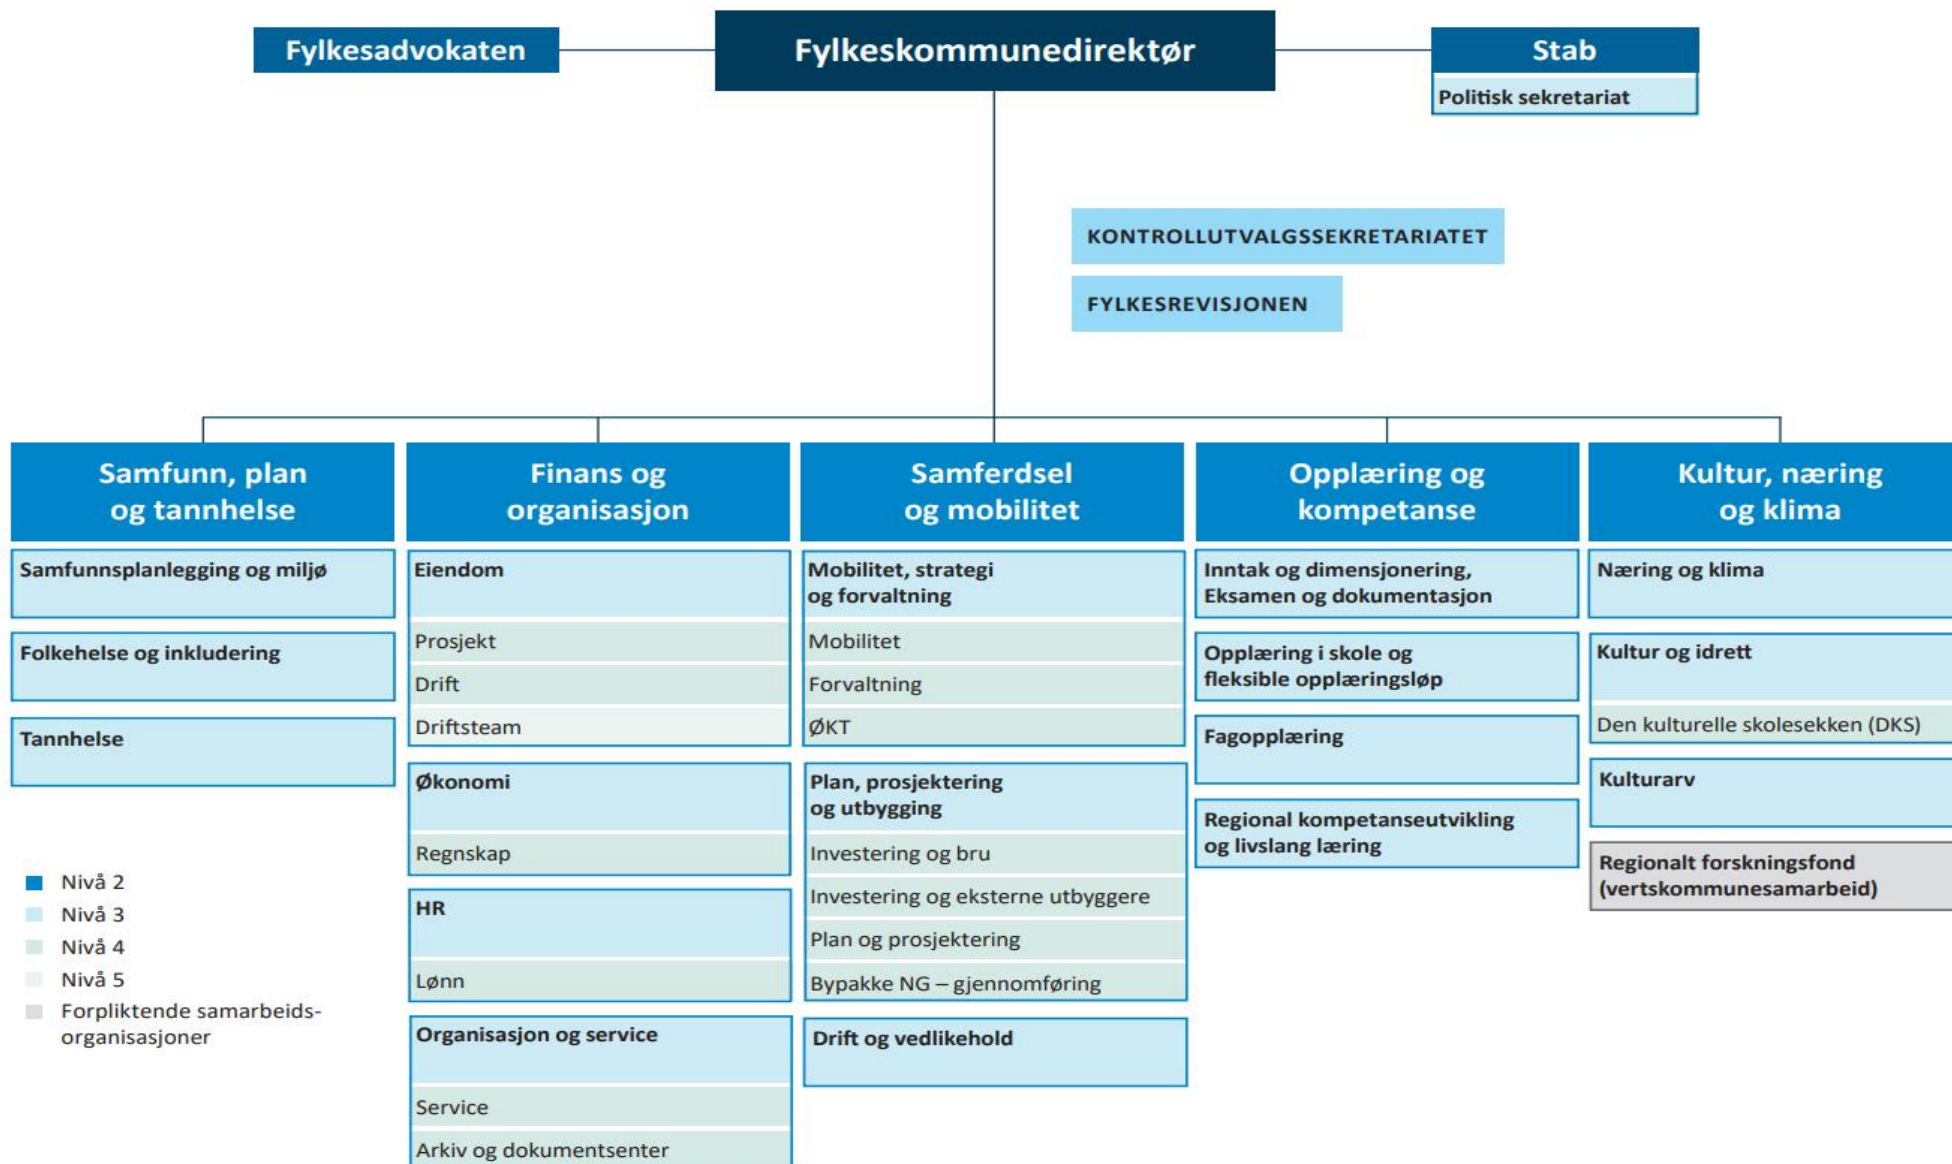 Fylkesadvokaten
Fylkeskommunedirektør
Stab
Politisk sekretariat
KONTROLLUTVALGSSEKRETARIATET
FYLKESREVISJONEN
Samfunn, plan
og tannhelse
Samfunnsplanlegging og miljø
Folkehelse og inkludering
Tannhelse
Finans og
organisasjon
Eiendom
Prosjekt
Drift
Driftsteam
Økonomi
Regnskap
HR
Lønn
Organisasjon og service
Service
Arkiv og dokumentsenter
Samferdsel
og mobilitet
Mobilitet, strategi
og forvaltning
Mobilitet
Forvaltning
ØKT
Plan, prosjektering
og utbygging
Investering og bru
Investering og eksterne utbyggere
Plan og prosjektering
Bypakke NG – gjennomføring
Drift og vedlikehold
Opplæring og
kompetanse
Inntak og dimensjonering,
Eksamen og dokumentasjon
Opplæring i skole og
fleksible opplæringsløp
Fagopplæring
Regional kompetanseutvikling
og livslang læring
Kultur, næring
og klima
Næring og klima
Kultur og idrett
Den kulturelle skolesekken (DKS)
Kulturarv
Regionalt forskningsfond
(vertskommunesamarbeid)
Nivå 2
Nivå 3
Nivå 4
Nivå 5
Forpliktende samarbeids-
organisasjoner